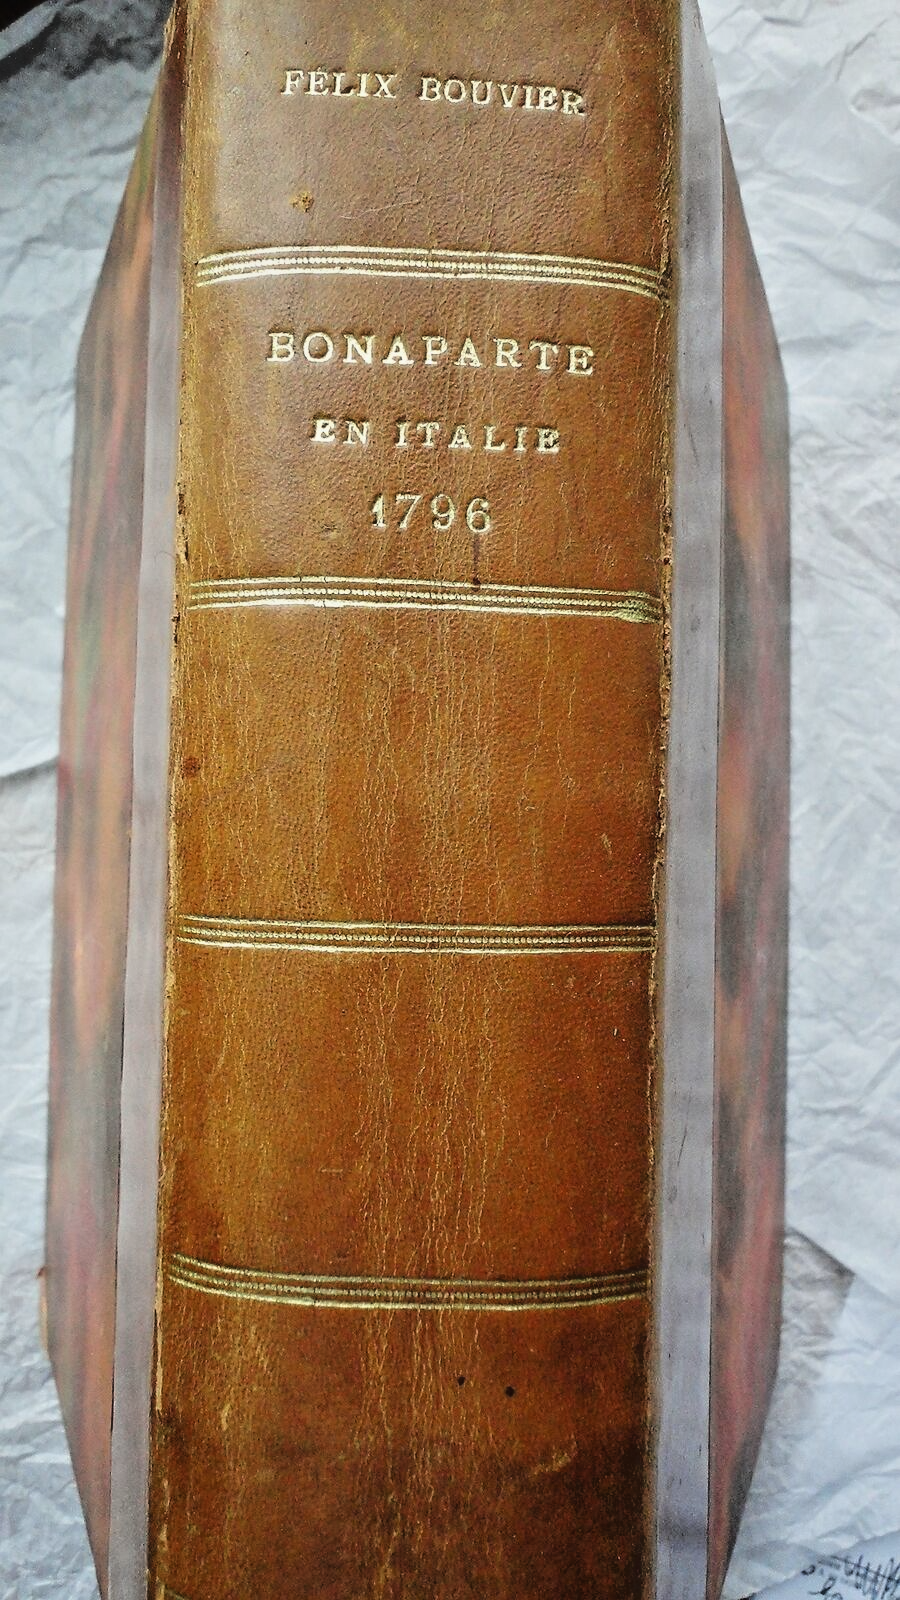 FÉLIX BOUVIER
BONAPARTE
EN ITALIE
1796